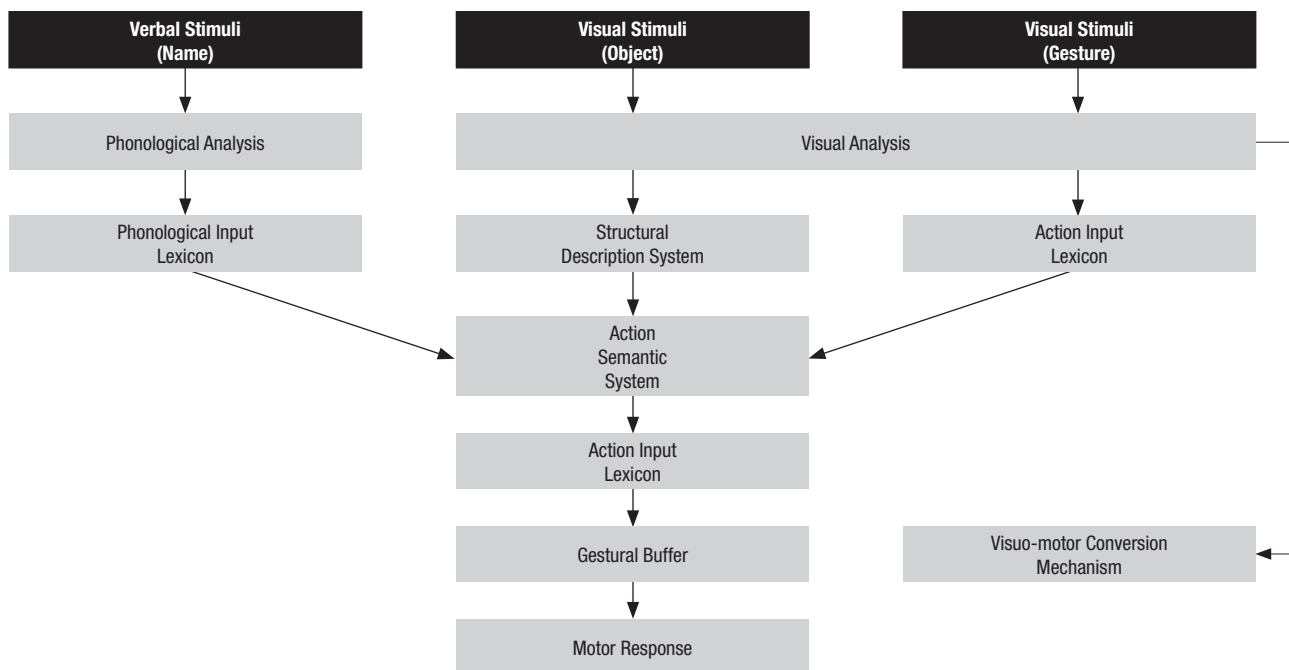 Verbal Stimuli
(Name)
Visual Stimuli
(Object)
Visual Stimuli
(Gesture)
Phonological Analysis
Visual Analysis
Phonological Input
Lexicon
Structural
Description System
Action Input
Lexicon
Action
Semantic
System
Action Input
Lexicon
Gestural Buffer
Visuo-motor Conversion
Mechanism
Motor Response